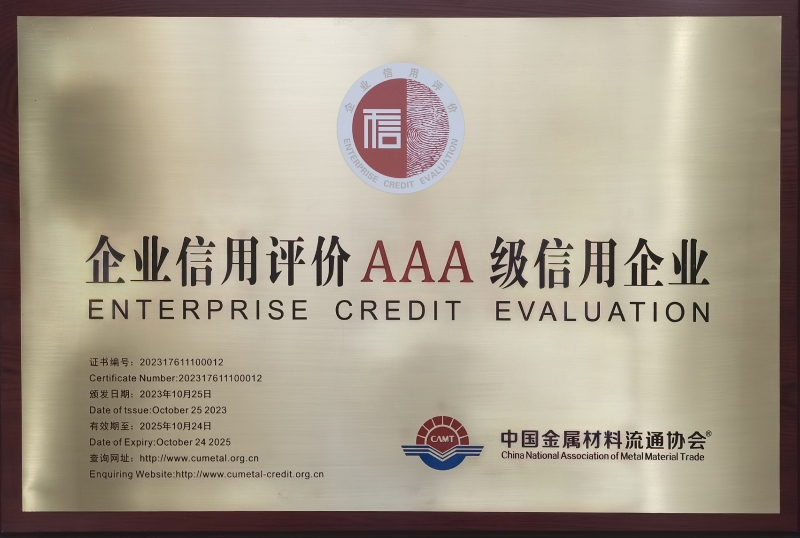 企业信用评价
信
ENTERPRISE CREDIT EVALUATION
企业信用评价AAA级信用企业
ENTERPRISE CREDIT EVALUATION
证书编号：202317611100012
Certificate Number:202317611100012
颁发日期：2023年10月25日
Date of tssue:October 25 2023
有效期至：2025年10月24日
Date of Expiry:October 24 2025
查询网址：http://www.cumetal.org.cn
Enquiring Website:http://www.cumetal-credit.org.cn
CAMT
中国金属材料流通协会®
China National Association of Metal Material Trade